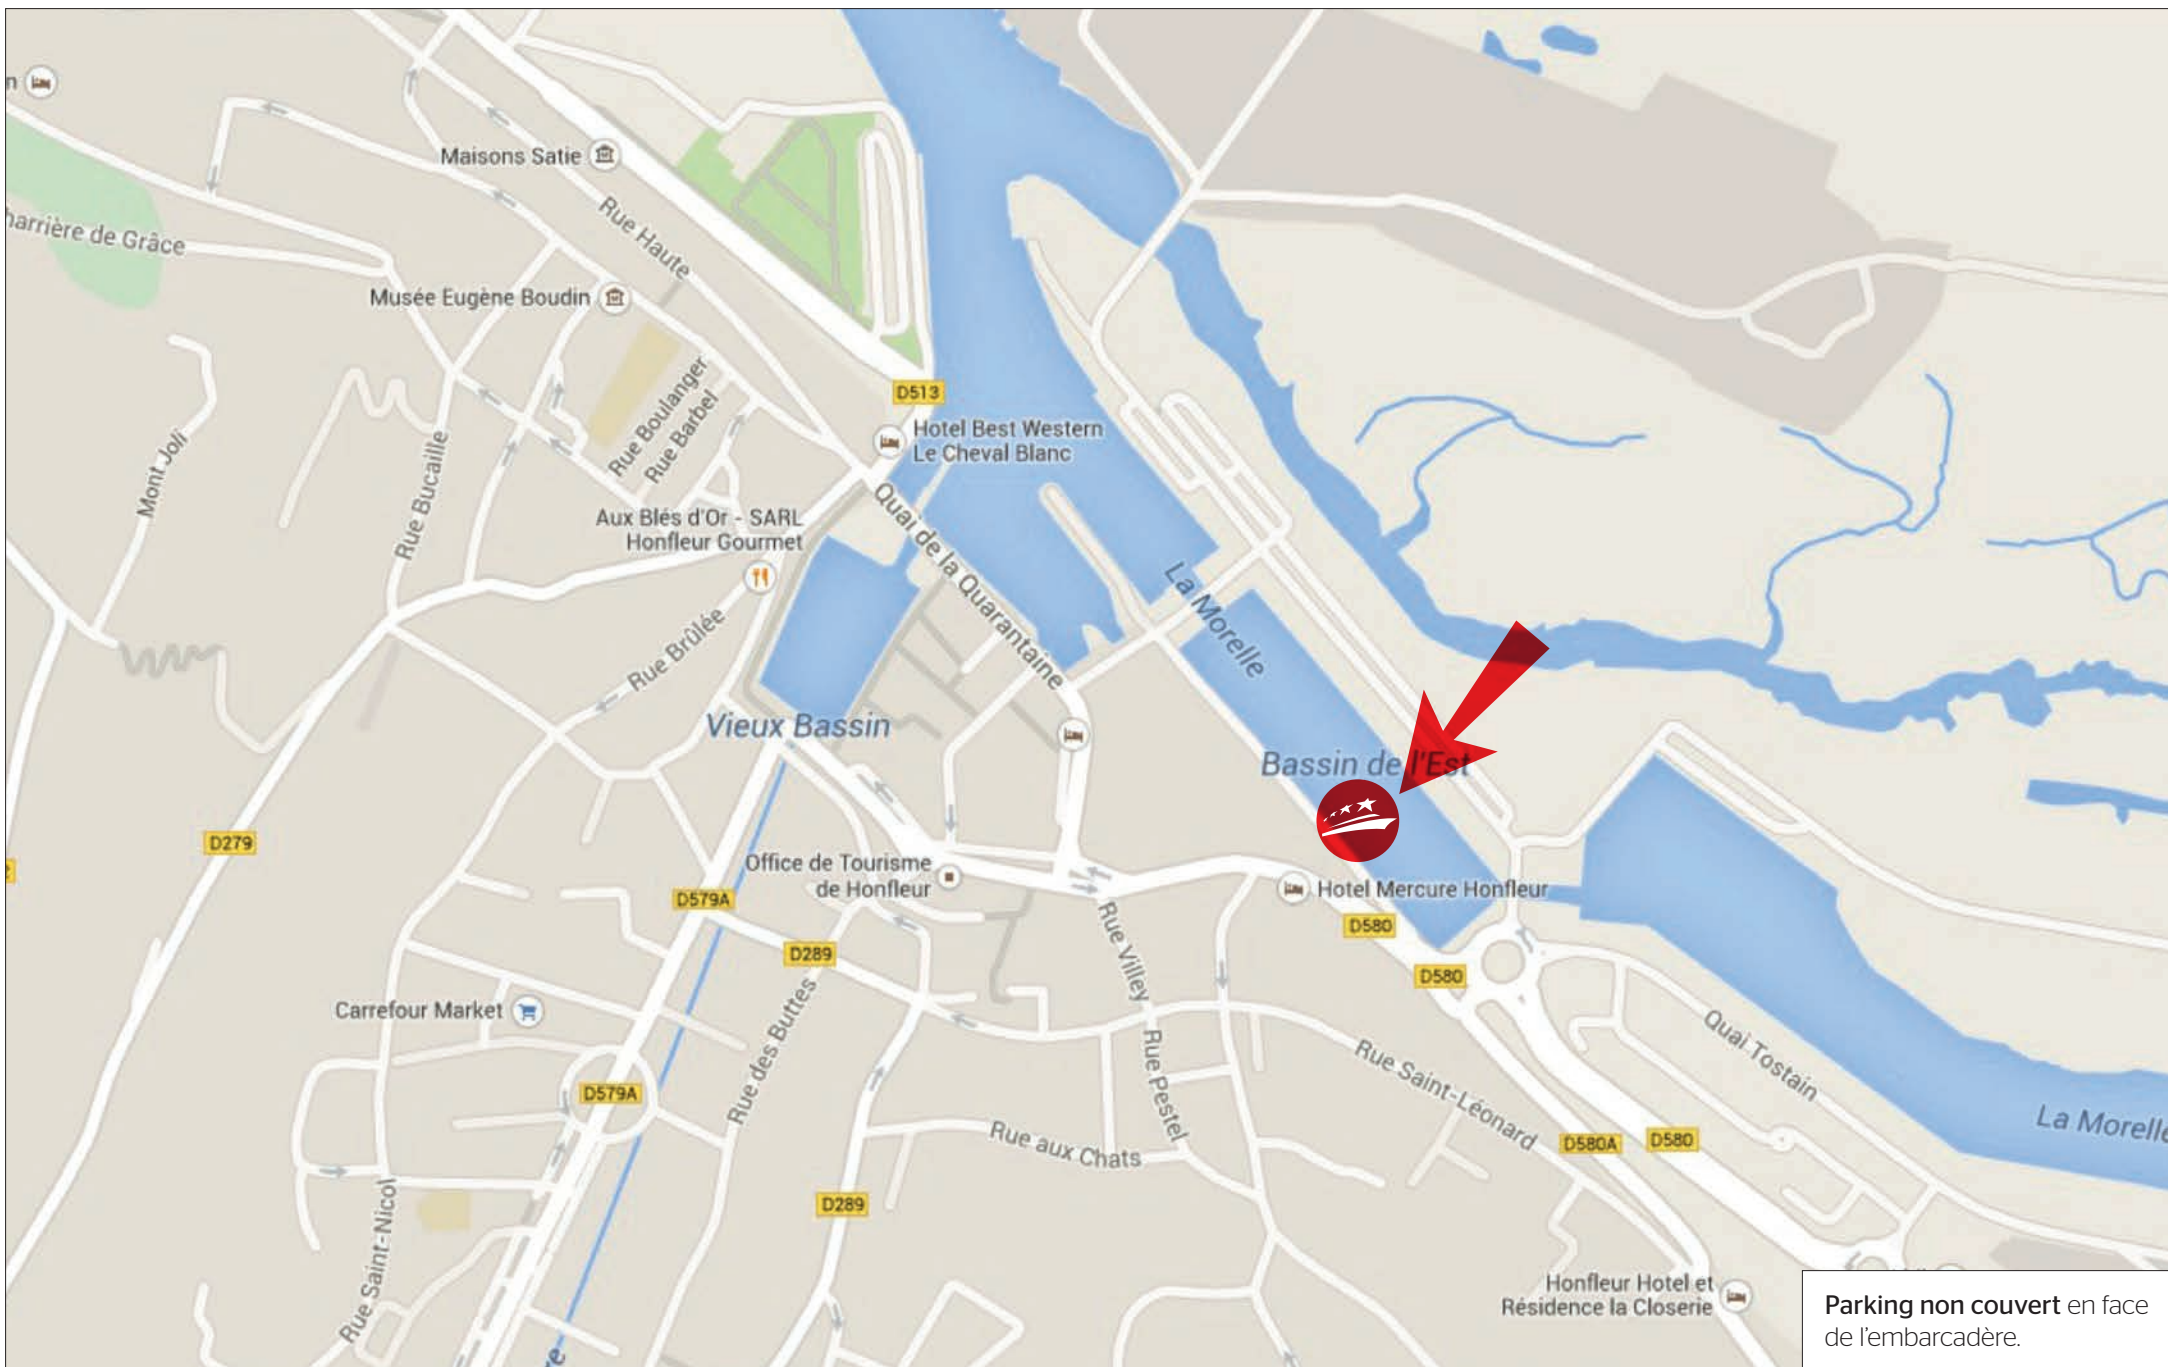 Maisons Satie
Rue Haute
harrière de Grâce
Musée Eugène Boudin
Rue Boulanger
Rue Barbel
D513
Hotel Best Western
Le Cheval Blanc
Mont Joli
Rue Bucaille
Aux Blés d'Or - SARL
Honfleur Gourmet
Quai de la Quarantaine
La Morelle
Rue Brûlée
Vieux Bassin
Bassin de l'Est
D279
Office de Tourisme
de Honfleur
D579A
Hotel Mercure Honfleur
D580
D289
Rue Villey
D580
Carrefour Market
Rue des Buttes
Quai Tostain
Rue Pestel
Rue Saint-Léonard
D579A
La Morelle
Rue aux Chats
D580A
D580
D289
Rue Saint-Nicol
Honfleur Hotel et
Résidence la Closerie
Parking non couvert en face
de l'embarcadère.